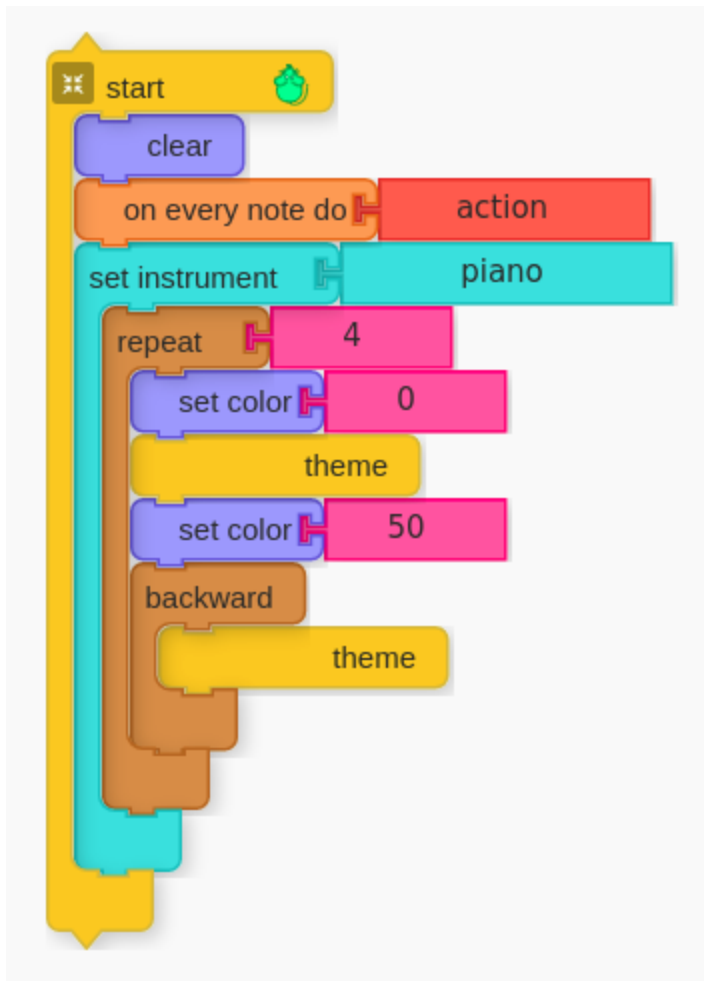 start
clear
on every note do action
set instrument piano
repeat 4
set color 0
theme
set color 50
backward
theme